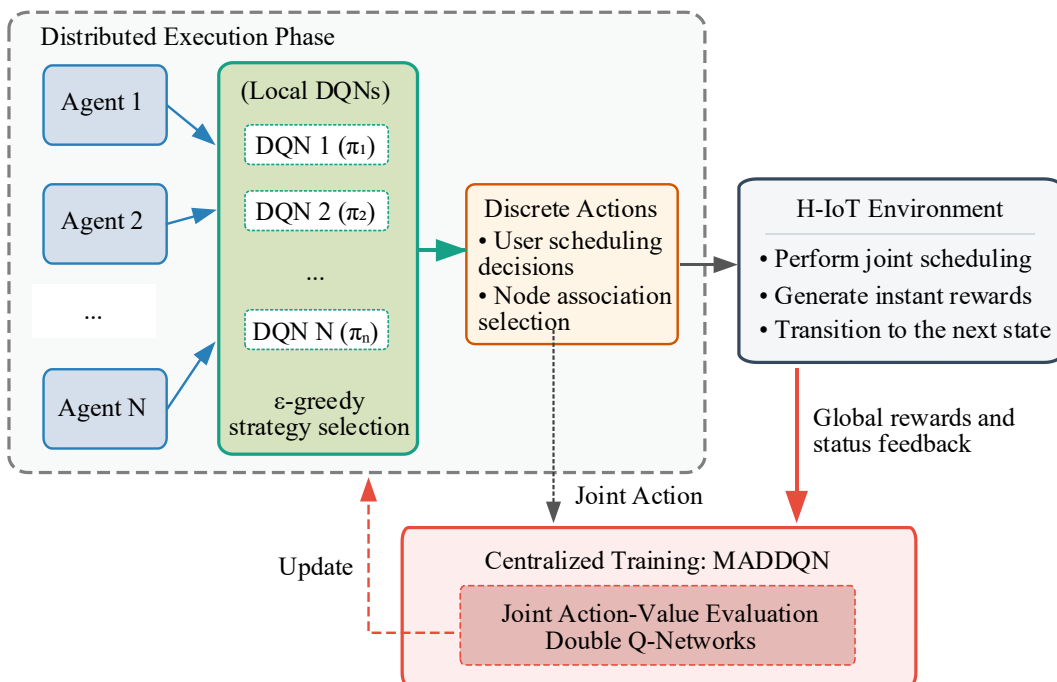 Distributed Execution Phase
Agent 1
Agent 2
...
Agent N
(Local DQNs)
DQN 1 (π₁)
DQN 2 (π₂)
...
DQN N (πₙ)
ε-greedy
strategy selection
Discrete Actions
• User scheduling
decisions
• Node association
selection
H-IoT Environment
• Perform joint scheduling
• Generate instant rewards
• Transition to the next state
Global rewards and
status feedback
Joint Action
Update
Centralized Training: MADDQN
Joint Action-Value Evaluation
Double Q-Networks